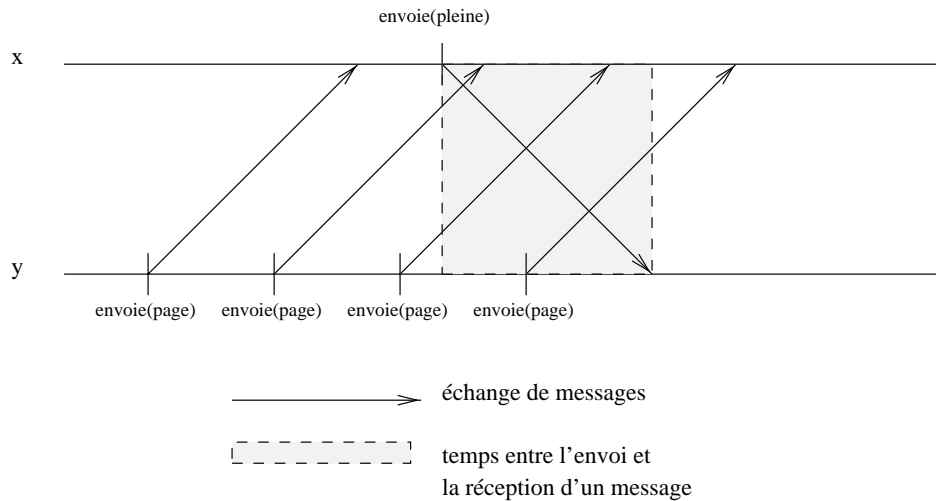 envoie(pleine)
x
y
envoie(page) envoie(page) envoie(page) envoie(page)
échange de messages
temps entre l'envoi et
la réception d'un message